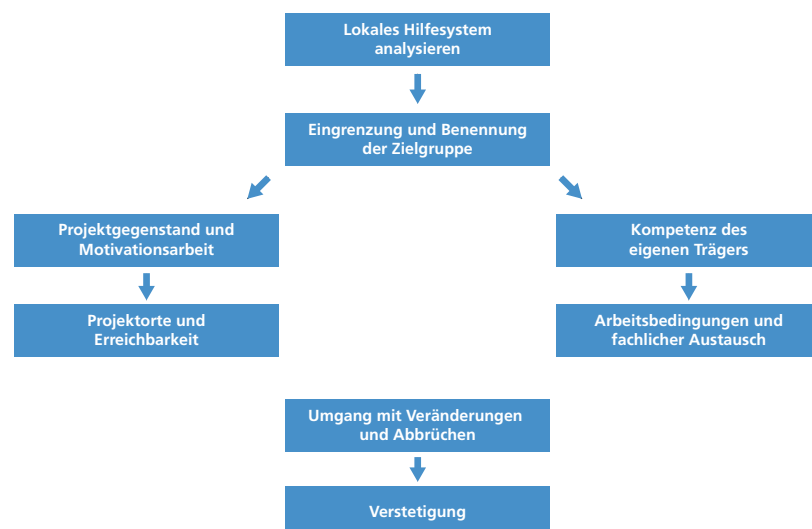 Lokales Hilfesystem
analysieren
Eingrenzung und Benennung
der Zielgruppe
Projektgegenstand und
Motivationsarbeit
Kompetenz des
eigenen Trägers
Projektorte und
Erreichbarkeit
Arbeitsbedingungen und
fachlicher Austausch
Umgang mit Veränderungen
und Abbrüchen
Verstetigung